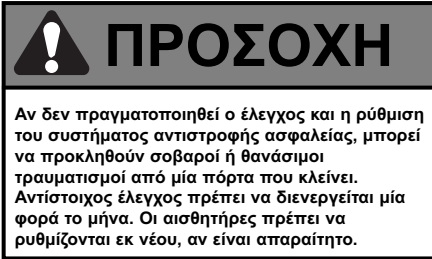 ΠΡΟΣΟΧΗ
Αν δεν πραγματοποιηθεί ο έλεγχος και η ρύθμιση
του συστήματος αντιστροφής ασφαλείας, μπορεί
να προκληθούν σοβαροί ή θανάσιμοι
τραυματισμοί από μία πόρτα που κλείνει.
Αντίστοιχος έλεγχος πρέπει να διενεργείται μία
φορά το μήνα. Οι αισθητήρες πρέπει να
ρυθμίζονται εκ νέου, αν είναι απαραίτητο.